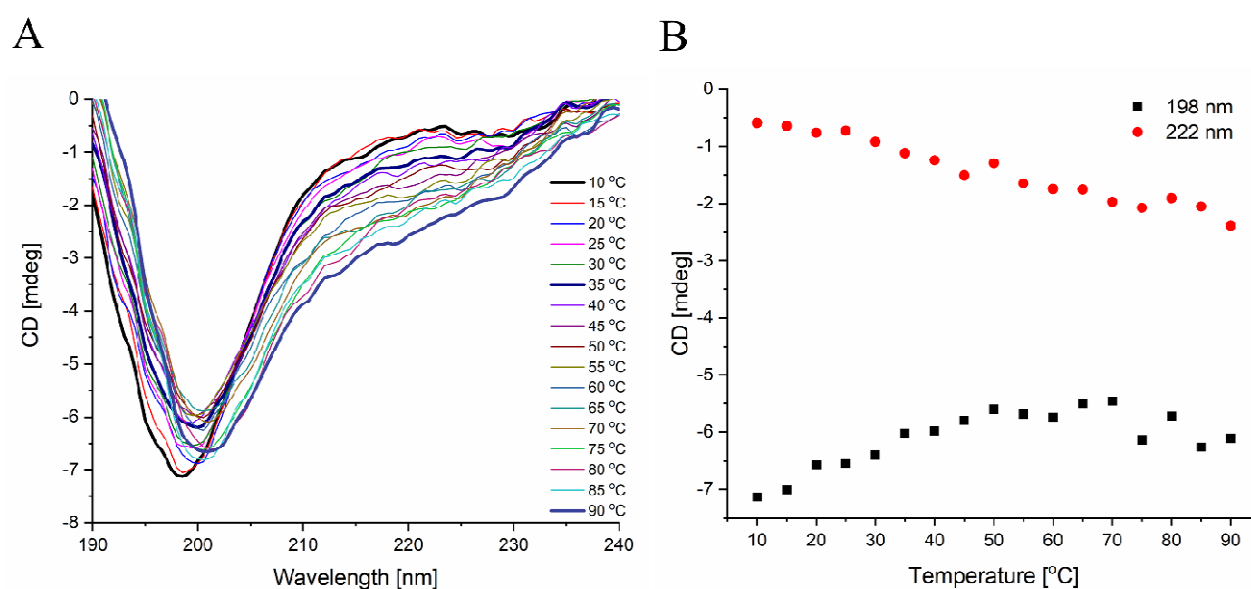 A
B
0
-1
-2
-3
-4
-5
-6
-7
-8
CD [mdeg]
190
200
210
220
230
240
Wavelength [nm]
10 °C
15 °C
20 °C
25 °C
30 °C
35 °C
40 °C
45 °C
50 °C
55 °C
60 °C
65 °C
70 °C
75 °C
80 °C
85 °C
90 °C
0
-1
-2
-3
-4
-5
-6
-7
CD [mdeg]
198 nm
222 nm
10
20
30
40
50
60
70
80
90
Temperature [°C]